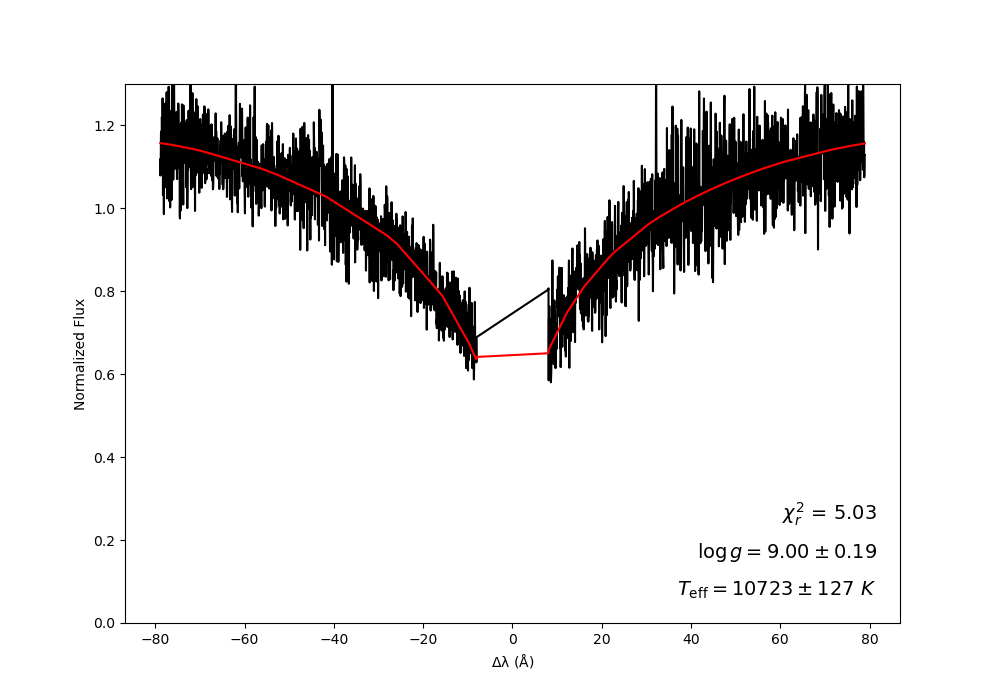 1.2
1.0
0.8
0.6
0.4
0.2
0.0
Normalized Flux
χ²ᵣ = 5.03
log g = 9.00 ± 0.19
T_eff = 10723 ± 127 K
−80 −60 −40 −20 0 20 40 60 80
Δλ (Å)